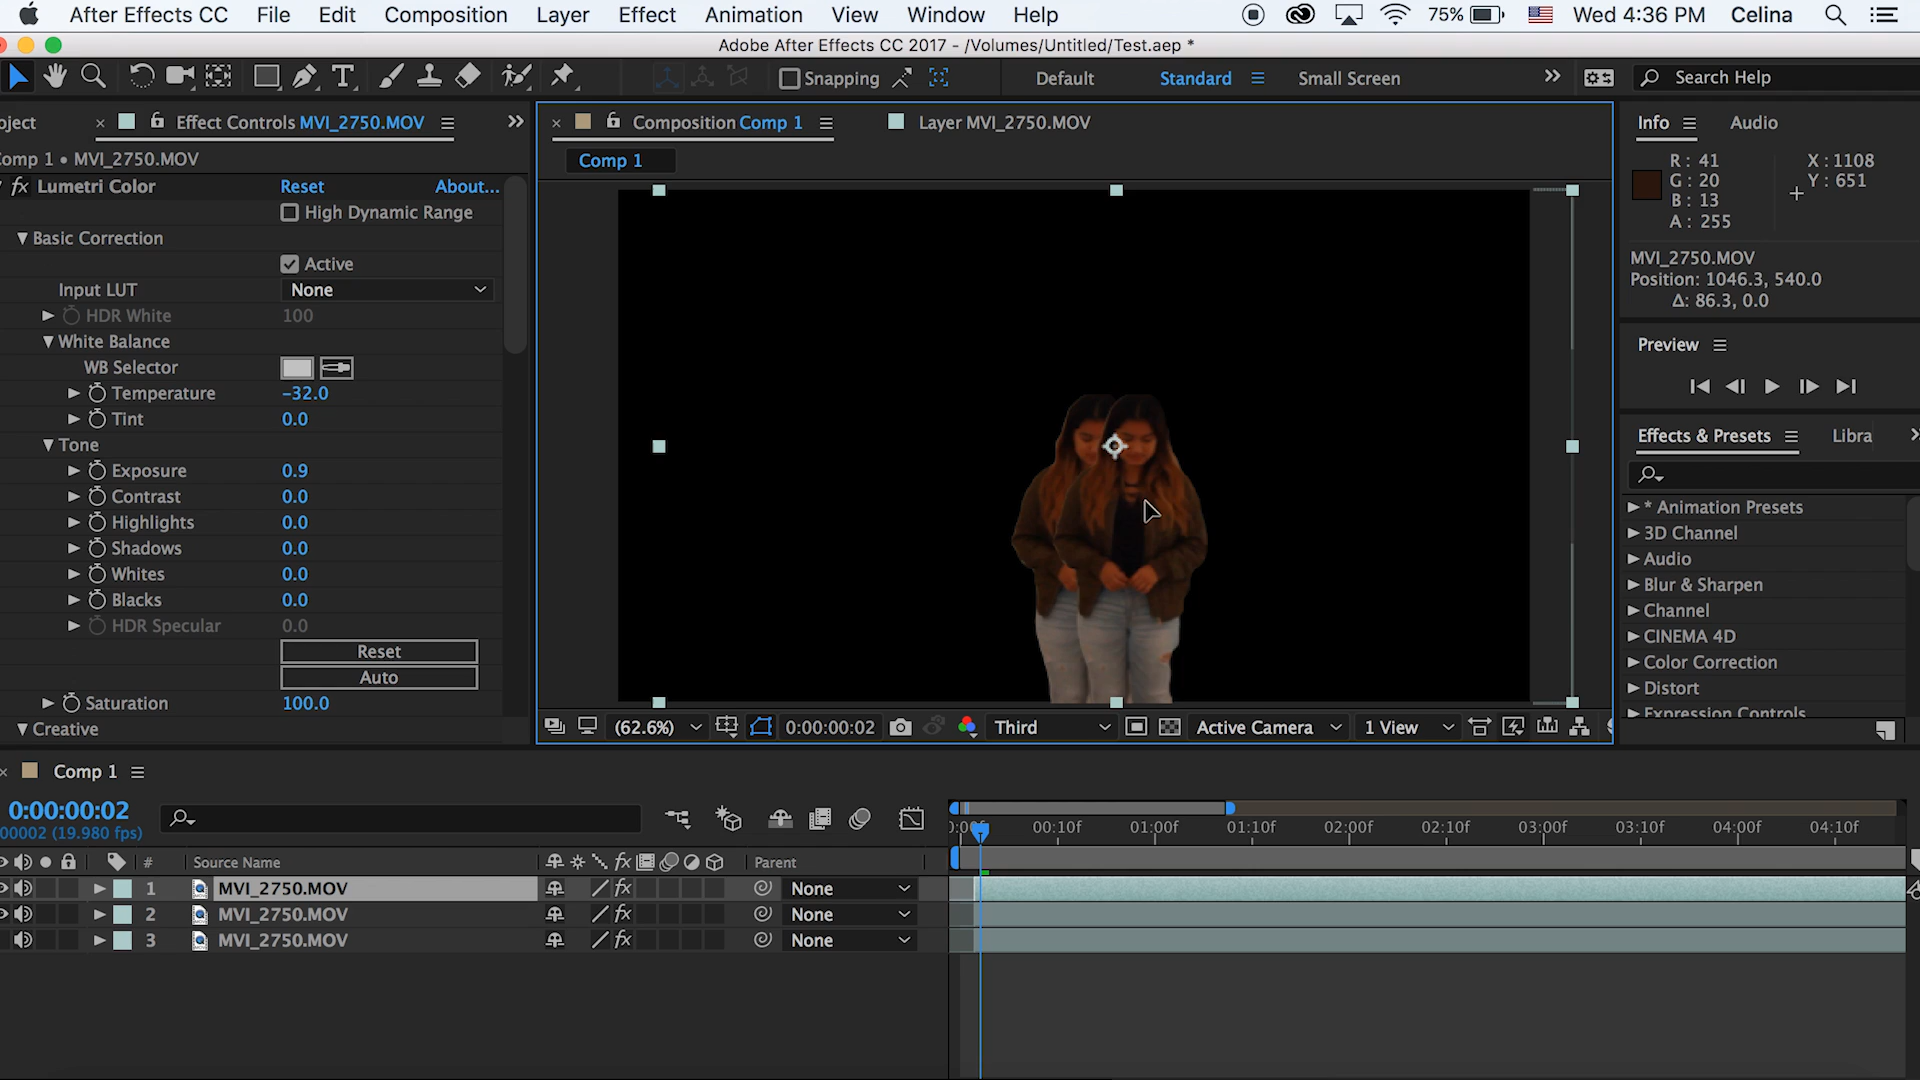 After Effects CC File Edit Composition Layer Effect Animation View Window Help 75% Wed 4:36 PM Celina
Adobe After Effects CC 2017 - /Volumes/Untitled/Test.aep *
Snapping Default Standard Small Screen Search Help
oject Effect Controls MVI_2750.MOV
omp 1 • MVI_2750.MOV
fx Lumetri Color Reset About...
High Dynamic Range
Basic Correction
Active
Input LUT None
HDR White 100
White Balance
WB Selector
Temperature -32.0
Tint 0.0
Tone
Exposure 0.9
Contrast 0.0
Highlights 0.0
Shadows 0.0
Whites 0.0
Blacks 0.0
HDR Specular 0.0
Reset
Auto
Saturation 100.0
Creative
Composition Comp 1 Layer MVI_2750.MOV
Comp 1
(62.6%) 0:00:00:02 Third Active Camera 1 View
Info Audio
R: 41 X: 1108
G: 20 Y: 651
B: 13
A: 255
MVI_2750.MOV
Position: 1046.3, 540.0
Δ: 86.3, 0.0
Preview
Effects & Presets Libra
* Animation Presets
3D Channel
Audio
Blur & Sharpen
Channel
CINEMA 4D
Color Correction
Distort
Expression Controls
Comp 1
0:00:00:02
00002 (19.980 fps)
0:00f 00:10f 01:00f 01:10f 02:00f 02:10f 03:00f 03:10f 04:00f 04:10f
# Source Name fx Parent
1 MVI_2750.MOV fx None
2 MVI_2750.MOV fx None
3 MVI_2750.MOV fx None